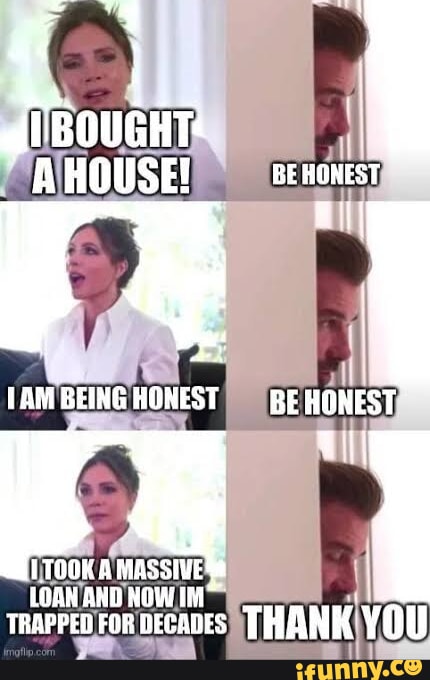 I BOUGHT
A HOUSE!
BE HONEST
I AM BEING HONEST
BE HONEST
I TOOK A MASSIVE
LOAN AND NOW IM
TRAPPED FOR DECADES
THANK YOU
imgflip.com
ifunny.co